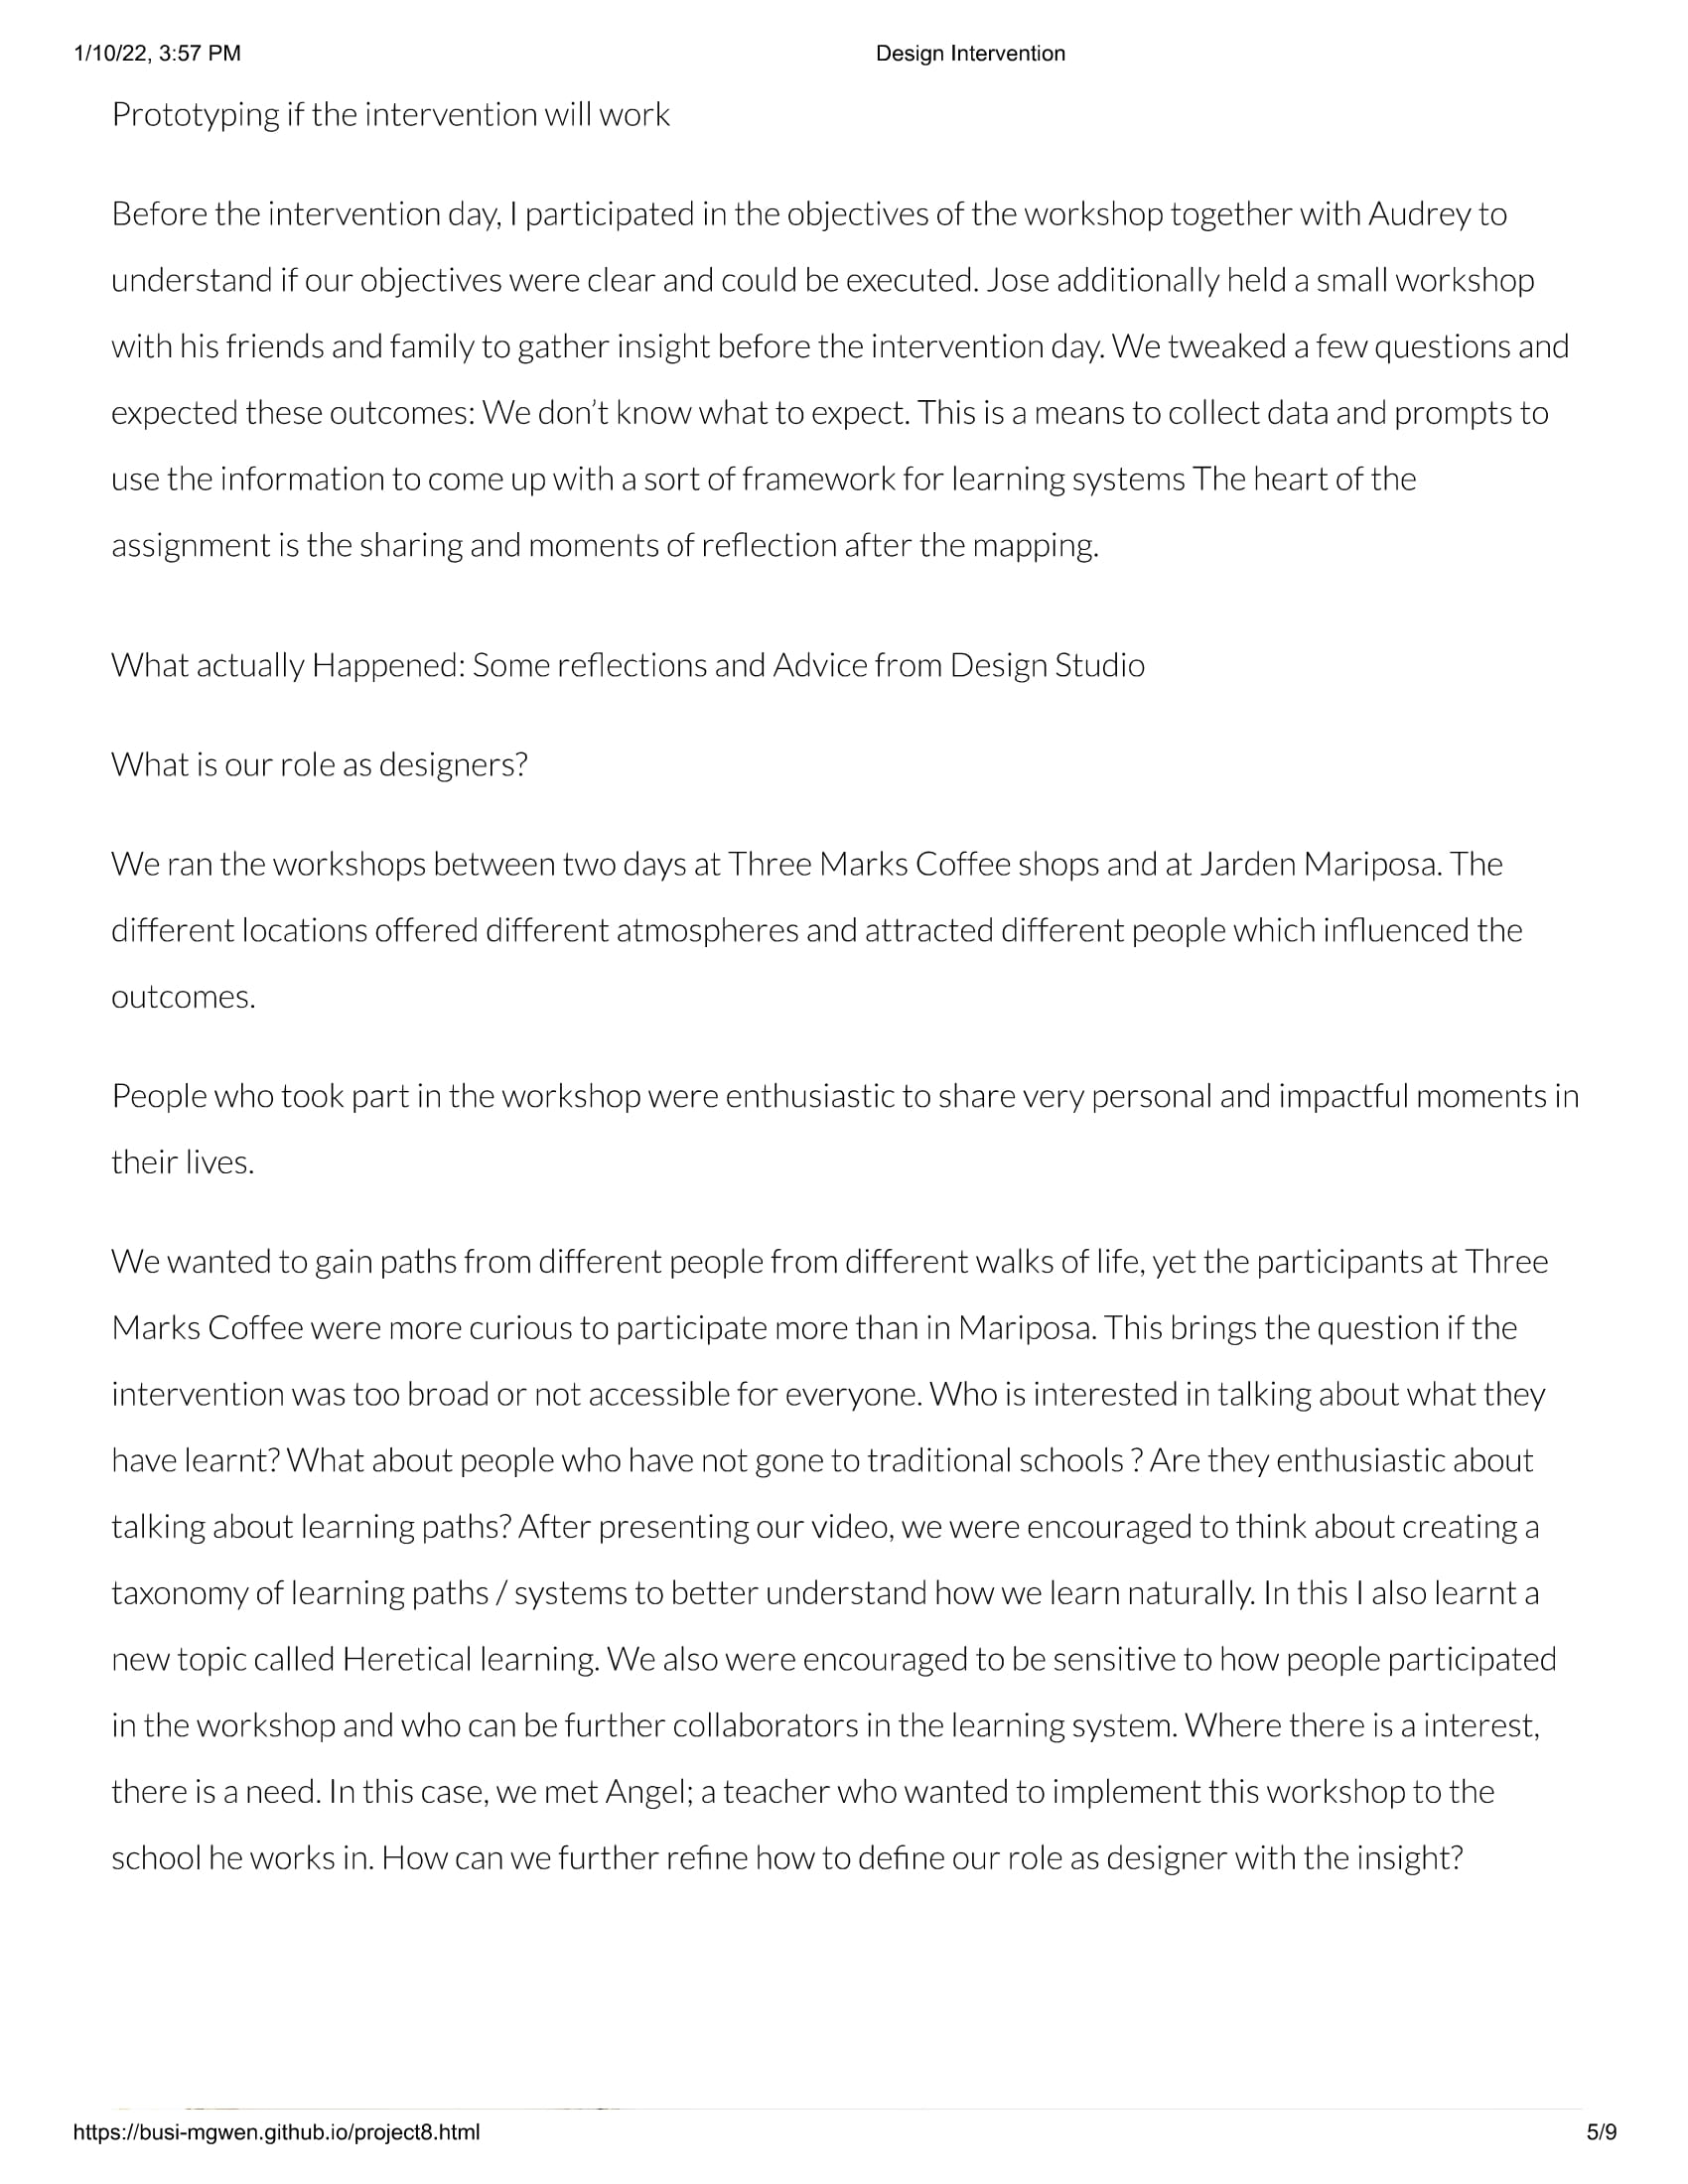 1/10/22, 3:57 PM
Design Intervention
Prototyping if the intervention will work
Before the intervention day, I participated in the objectives of the workshop together with Audrey to
understand if our objectives were clear and could be executed. Jose additionally held a small workshop
with his friends and family to gather insight before the intervention day. We tweaked a few questions and
expected these outcomes: We don’t know what to expect. This is a means to collect data and prompts to
use the information to come up with a sort of framework for learning systems The heart of the
assignment is the sharing and moments of reflection after the mapping.
What actually Happened: Some reflections and Advice from Design Studio
What is our role as designers?
We ran the workshops between two days at Three Marks Coffee shops and at Jarden Mariposa. The
different locations offered different atmospheres and attracted different people which influenced the
outcomes.
People who took part in the workshop were enthusiastic to share very personal and impactful moments in
their lives.
We wanted to gain paths from different people from different walks of life, yet the participants at Three
Marks Coffee were more curious to participate more than in Mariposa. This brings the question if the
intervention was too broad or not accessible for everyone. Who is interested in talking about what they
have learnt? What about people who have not gone to traditional schools ? Are they enthusiastic about
talking about learning paths? After presenting our video, we were encouraged to think about creating a
taxonomy of learning paths / systems to better understand how we learn naturally. In this I also learnt a
new topic called Heretical learning. We also were encouraged to be sensitive to how people participated
in the workshop and who can be further collaborators in the learning system. Where there is a interest,
there is a need. In this case, we met Angel; a teacher who wanted to implement this workshop to the
school he works in. How can we further refine how to define our role as designer with the insight?
https://busi-mgwen.github.io/project8.html
5/9